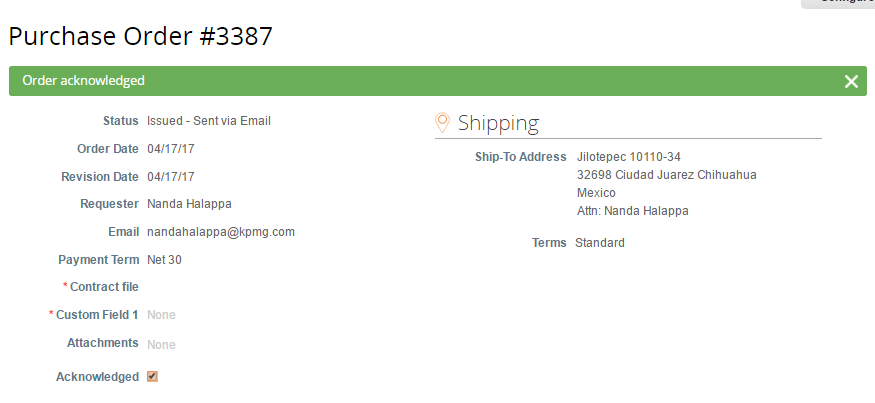 Purchase Order #3387
Order acknowledged
Status Issued - Sent via Email
Order Date 04/17/17
Revision Date 04/17/17
Requester Nanda Halappa
Email nandahalappa@kpmg.com
Payment Term Net 30
* Contract file
* Custom Field 1 None
Attachments None
Acknowledged
Shipping
Ship-To Address Jilotepec 10110-34
32698 Ciudad Juarez Chihuahua
Mexico
Attn: Nanda Halappa
Terms Standard